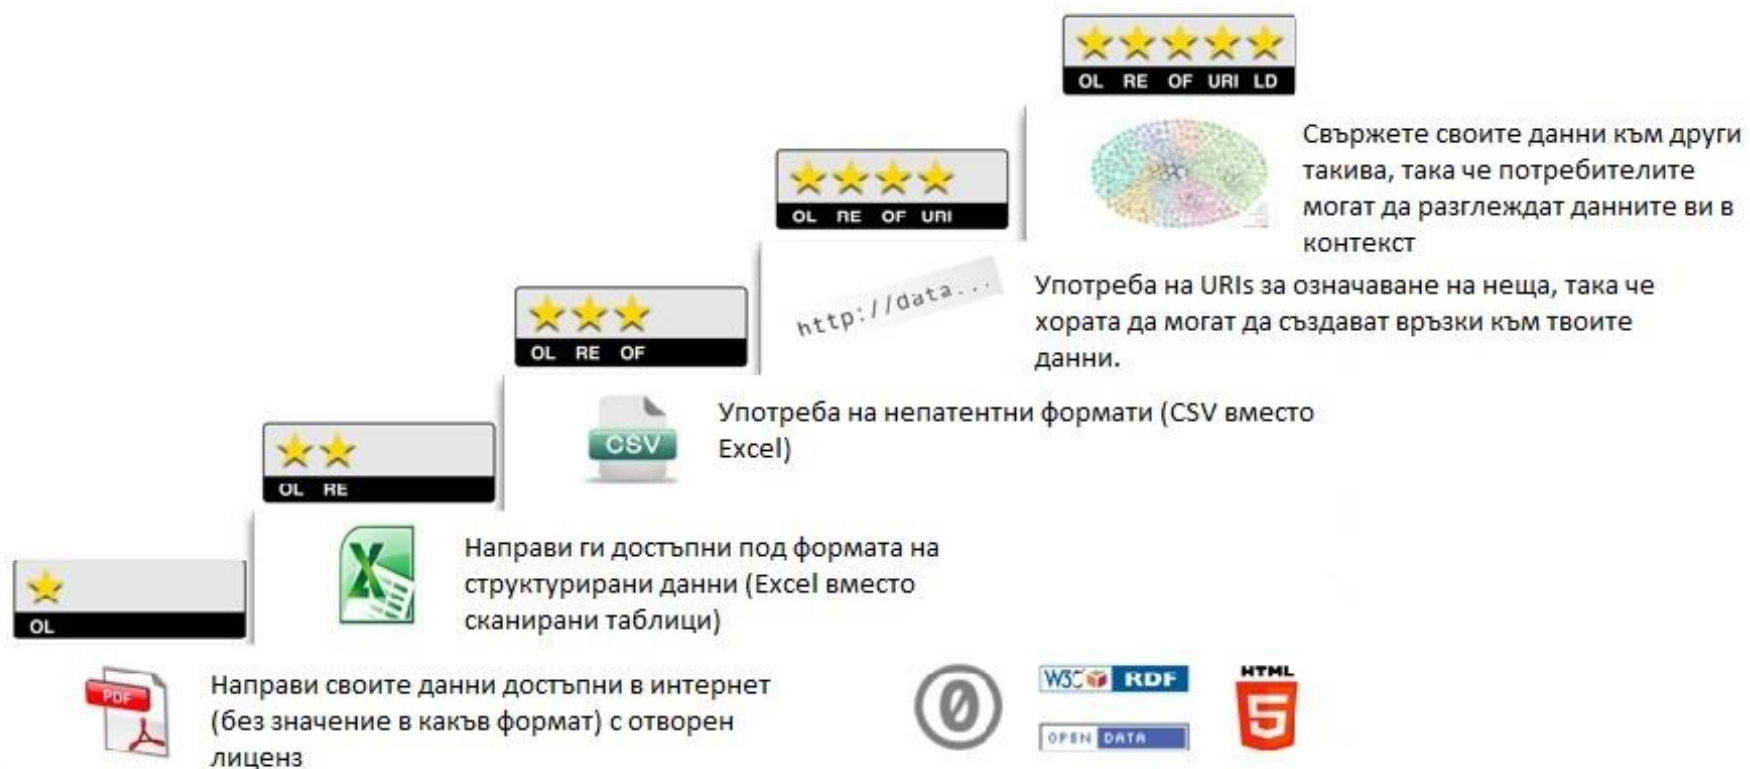 OL RE OF URI LD
Свържете своите данни към други
такива, така че потребителите
могат да разглеждат данните ви в
контекст
OL RE OF URI
http://data...
Употреба на URIs за означаване на неща, така че
хората да могат да създават връзки към твоите
данни.
OL RE OF
CSV
Употреба на непатентни формати (CSV вместо
Excel)
OL RE
X
Направи ги достъпни под формата на
структурирани данни (Excel вместо
сканирани таблици)
OL
PDF
Направи своите данни достъпни в интернет
(без значение в какъв формат) с отворен
лиценз
0
W3C RDF
OPEN DATA
HTML
5